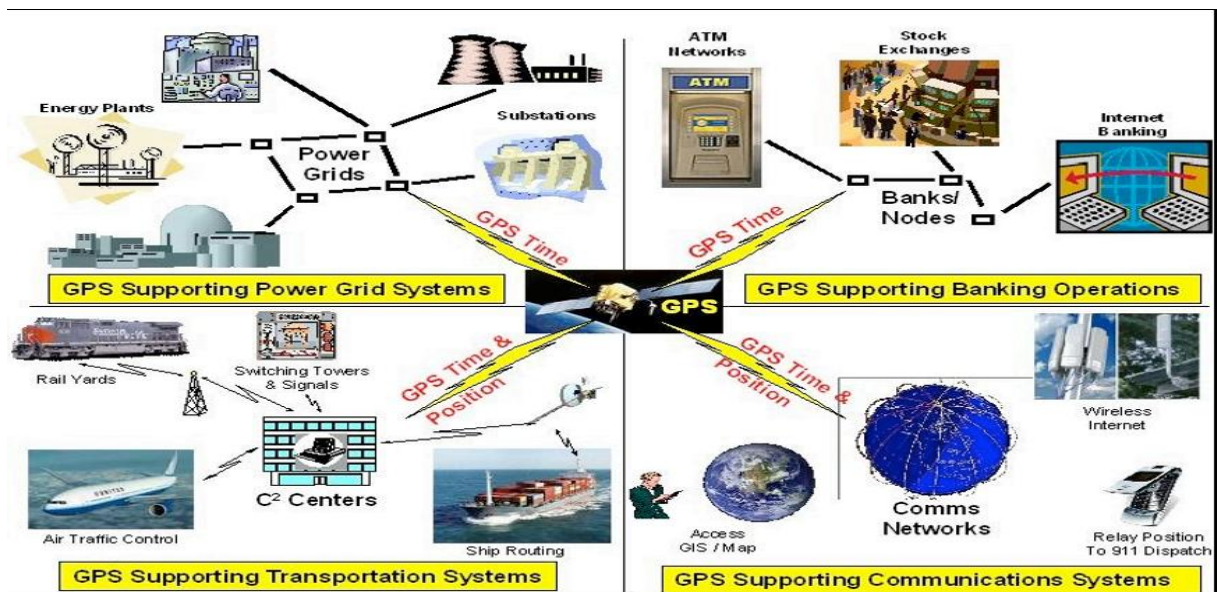 Energy Plants
Power
Grids
Substations
GPS Time
GPS Supporting Power Grid Systems
ATM
Networks
ATM
Stock
Exchanges
Internet
Banking
Banks/
Nodes
GPS Time
GPS Supporting Banking Operations
GPS
Rail Yards
Switching Towers
& Signals
GPS Time &
Position
C² Centers
Air Traffic Control
Ship Routing
GPS Supporting Transportation Systems
GPS Time &
Position
Wireless
Internet
Comms
Networks
Access
GIS / Map
Relay Position
To 911 Dispatch
GPS Supporting Communications Systems